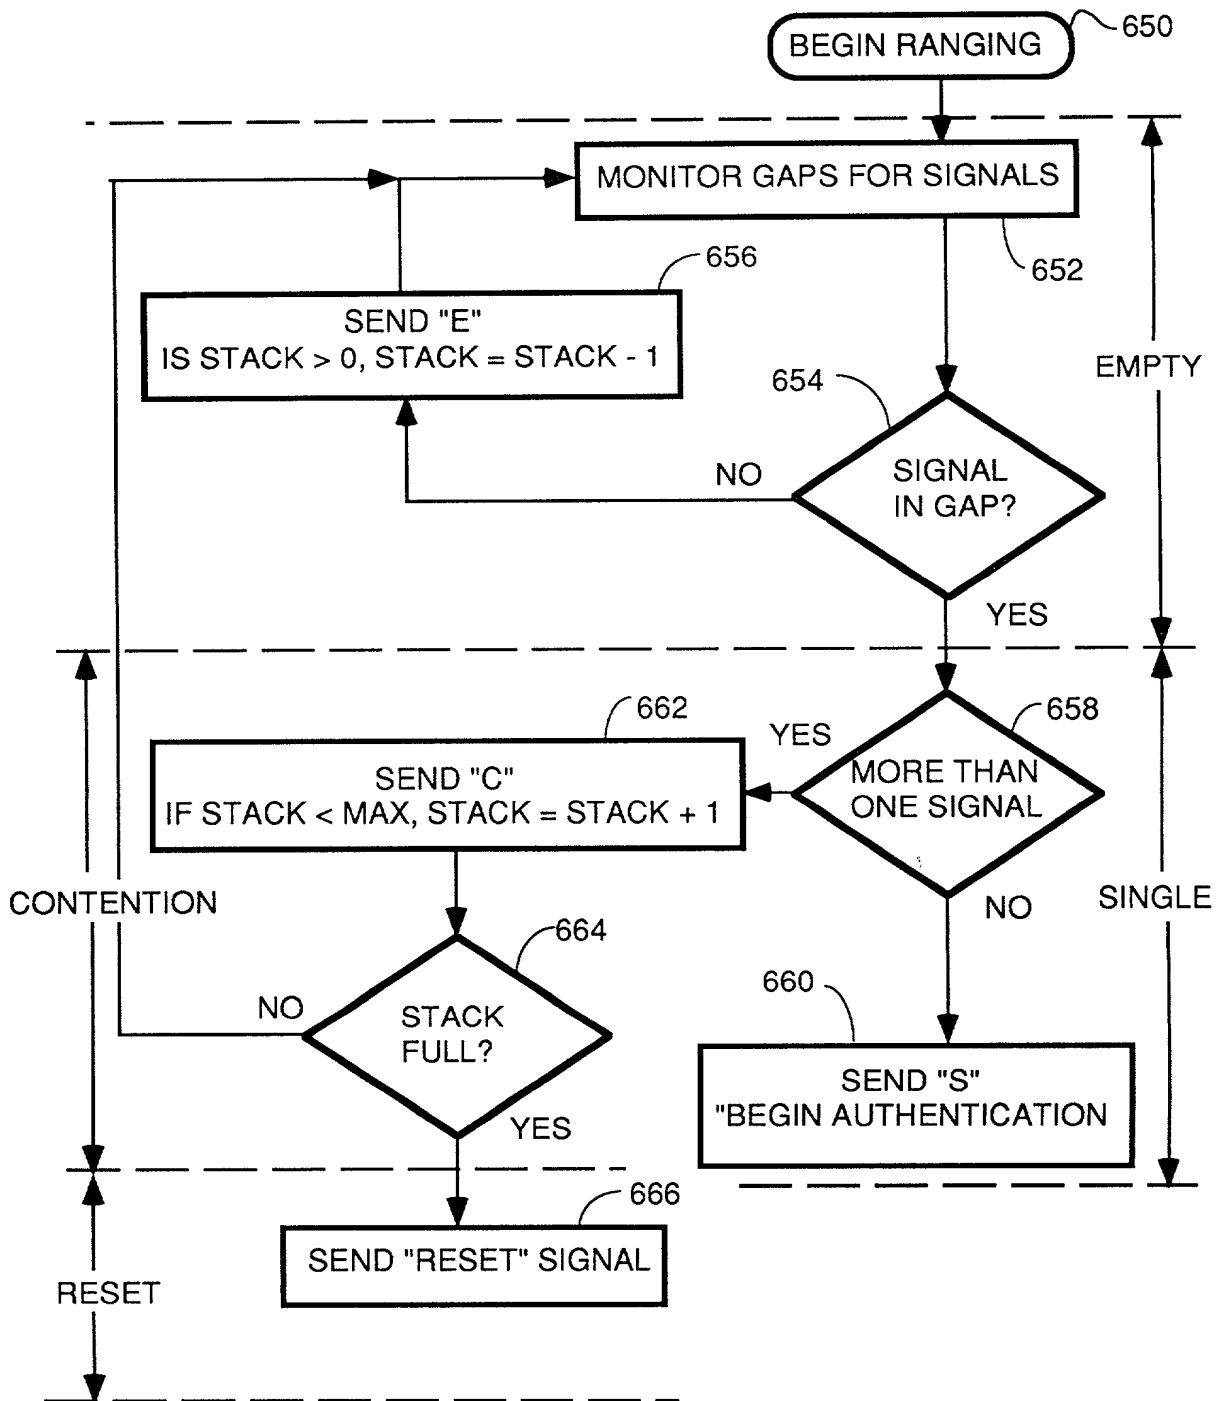 BEGIN RANGING
650
MONITOR GAPS FOR SIGNALS
652
656
SEND "E"
IS STACK > 0, STACK = STACK - 1
EMPTY
654
SIGNAL
IN GAP?
NO
YES
662
658
YES
SEND "C"
IF STACK < MAX, STACK = STACK + 1
MORE THAN
ONE SIGNAL
CONTENTION
SINGLE
NO
664
NO
STACK
FULL?
660
SEND "S"
"BEGIN AUTHENTICATION
YES
666
SEND "RESET" SIGNAL
RESET